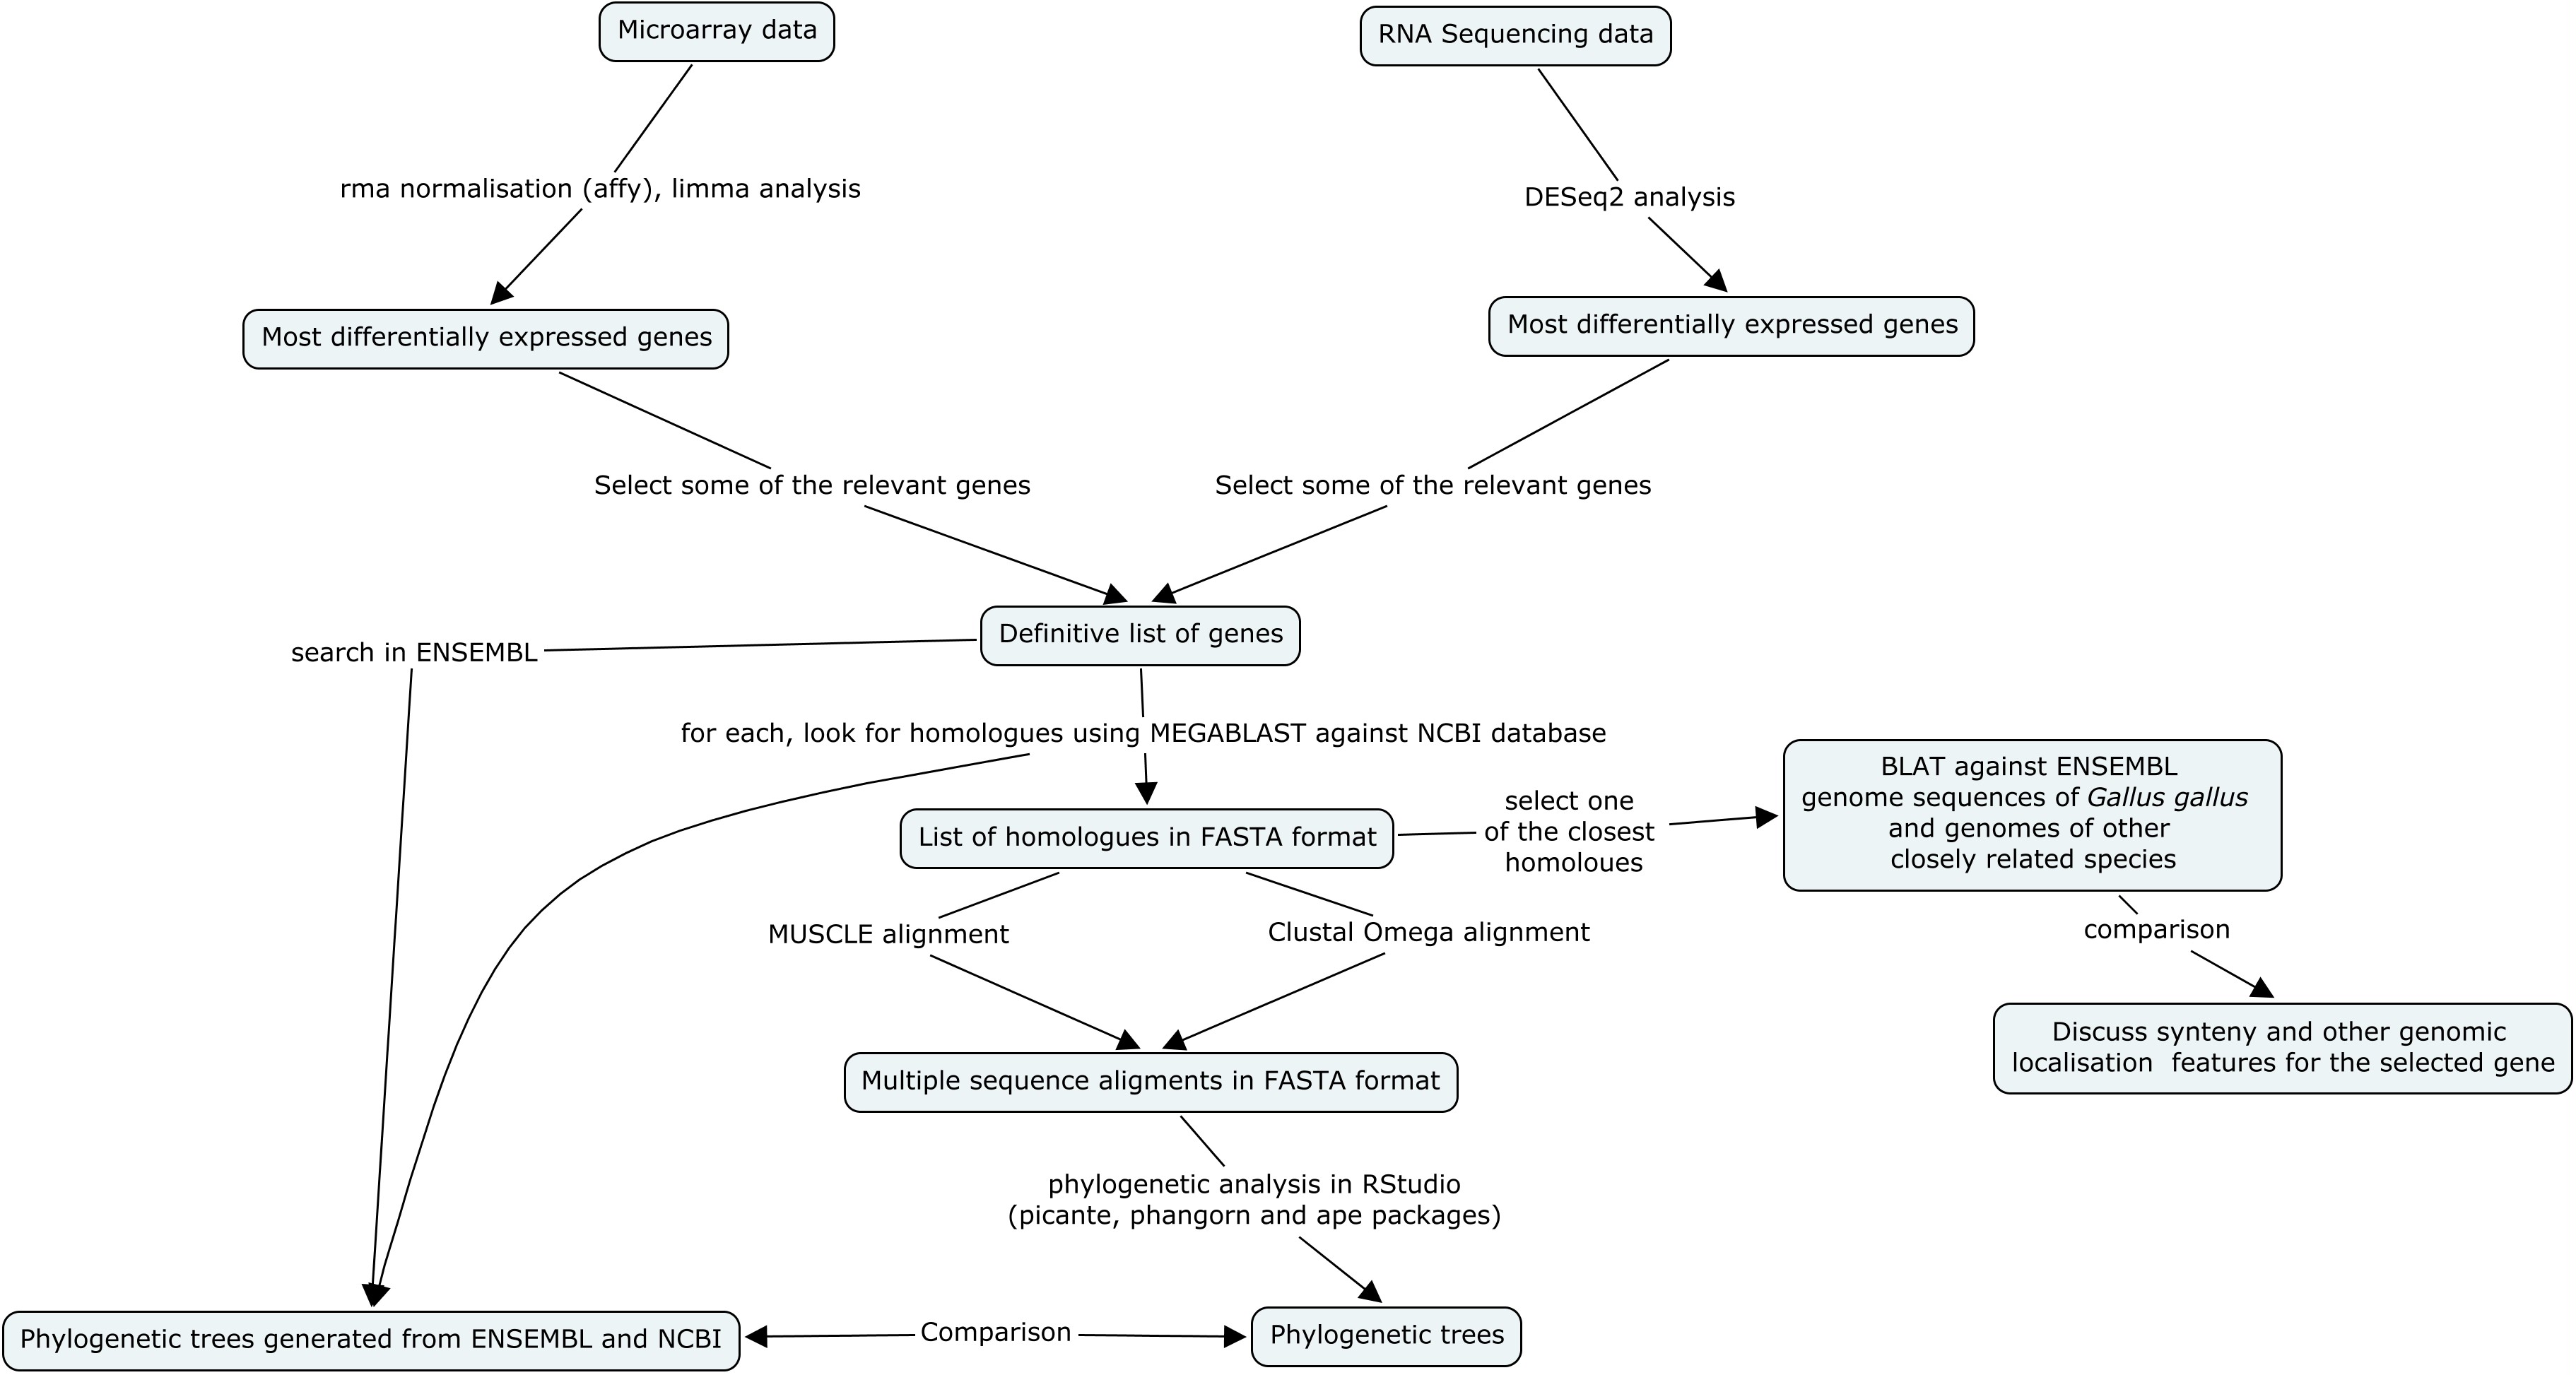 Microarray data
RNA Sequencing data
rma normalisation (affy), limma analysis
DESeq2 analysis
Most differentially expressed genes
Most differentially expressed genes
Select some of the relevant genes
Select some of the relevant genes
Definitive list of genes
search in ENSEMBL
for each, look for homologues using MEGABLAST against NCBI database
List of homologues in FASTA format
select one
of the closest
homoloues
BLAT against ENSEMBL
genome sequences of Gallus gallus
and genomes of other
closely related species
MUSCLE alignment
Clustal Omega alignment
comparison
Discuss synteny and other genomic
localisation  features for the selected gene
Multiple sequence aligments in FASTA format
phylogenetic analysis in RStudio
(picante, phangorn and ape packages)
Phylogenetic trees generated from ENSEMBL and NCBI
Comparison
Phylogenetic trees